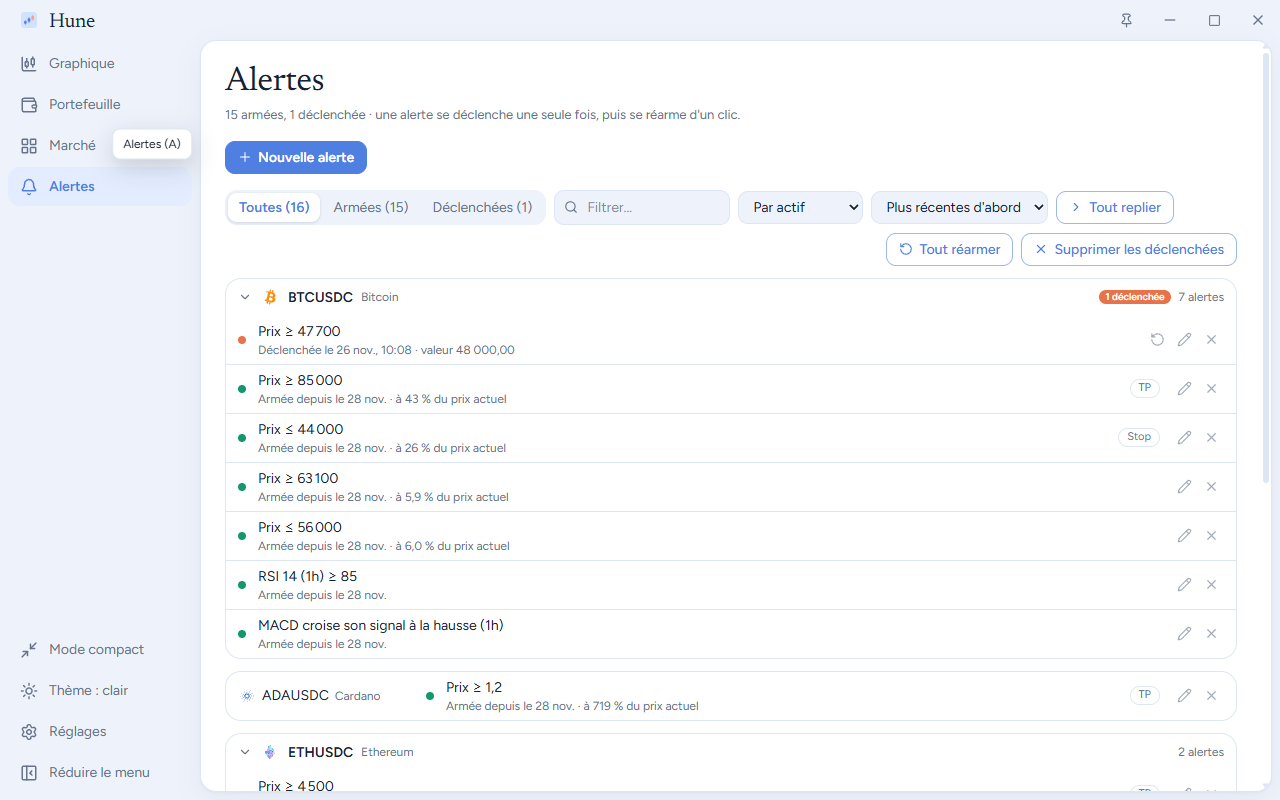 Hune
Graphique
Portefeuille
Marché
Alertes (A)
Alertes
Mode compact
Thème : clair
Réglages
Réduire le menu
Alertes
15 armées, 1 déclenchée · une alerte se déclenche une seule fois, puis se réarme d'un clic.
Nouvelle alerte
Toutes (16) Armées (15) Déclenchées (1) Filtrer... Par actif Plus récentes d'abord Tout replier
Tout réarmer Supprimer les déclenchées
BTCUSDC Bitcoin 1 déclenchée 7 alertes
Prix ≥ 47 700
Déclenchée le 26 nov., 10:08 · valeur 48 000,00
Prix ≥ 85 000 TP
Armée depuis le 28 nov. · à 43 % du prix actuel
Prix ≤ 44 000 Stop
Armée depuis le 28 nov. · à 26 % du prix actuel
Prix ≥ 63 100
Armée depuis le 28 nov. · à 5,9 % du prix actuel
Prix ≤ 56 000
Armée depuis le 28 nov. · à 6,0 % du prix actuel
RSI 14 (1h) ≥ 85
Armée depuis le 28 nov.
MACD croise son signal à la hausse (1h)
Armée depuis le 28 nov.
ADAUSDC Cardano Prix ≥ 1,2 TP
Armée depuis le 28 nov. · à 719 % du prix actuel
ETHUSDC Ethereum 2 alertes
Prix ≥ 4 500 TP